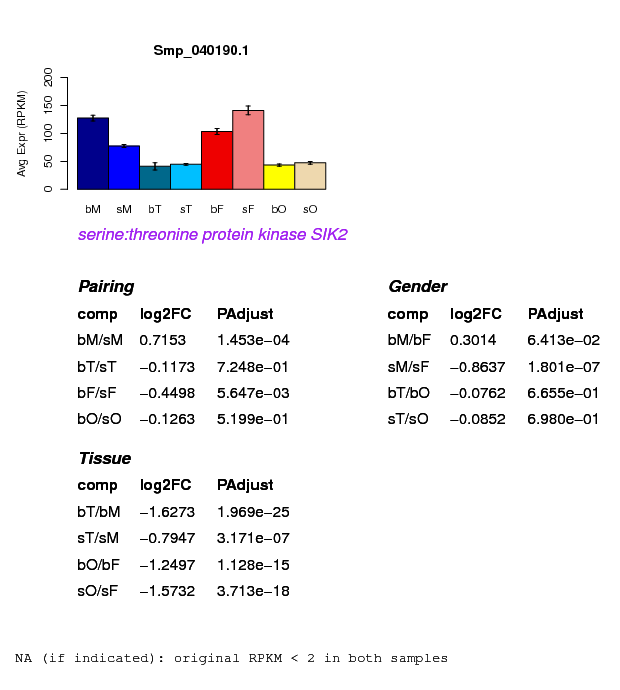 Smp_040190.1
Avg Expr (RPKM)
0 50 100 150 200
bM sM bT sT bF sF bO sO
serine:threonine protein kinase SIK2
Pairing
comp log2FC PAdjust
bM/sM 0.7153 1.453e−04
bT/sT −0.1173 7.248e−01
bF/sF −0.4498 5.647e−03
bO/sO −0.1263 5.199e−01
Gender
comp log2FC PAdjust
bM/bF 0.3014 6.413e−02
sM/sF −0.8637 1.801e−07
bT/bO −0.0762 6.655e−01
sT/sO −0.0852 6.980e−01
Tissue
comp log2FC PAdjust
bT/bM −1.6273 1.969e−25
sT/sM −0.7947 3.171e−07
bO/bF −1.2497 1.128e−15
sO/sF −1.5732 3.713e−18
NA (if indicated): original RPKM < 2 in both samples